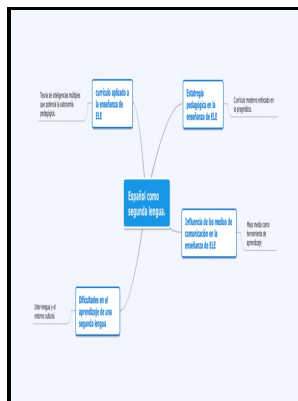 Teoría de inteligencias múltiples
que potencia la autonomía
pedagógica.
currículo aplicado a
la enseñanza de
ELE
Estatregia
pedagógica en la
enseñanza de ELE
Currículo moderno enfocado en
la pragmática.
Español como
segunda lengua.
Influencia de los medios de
comunicación en la
enseñanza de ELE
Mass media como
herramienta de
aprendizaje
Inter-lengua y el
entorno cultural.
Dificultades en el
aprendizaje de una
segunda lengua